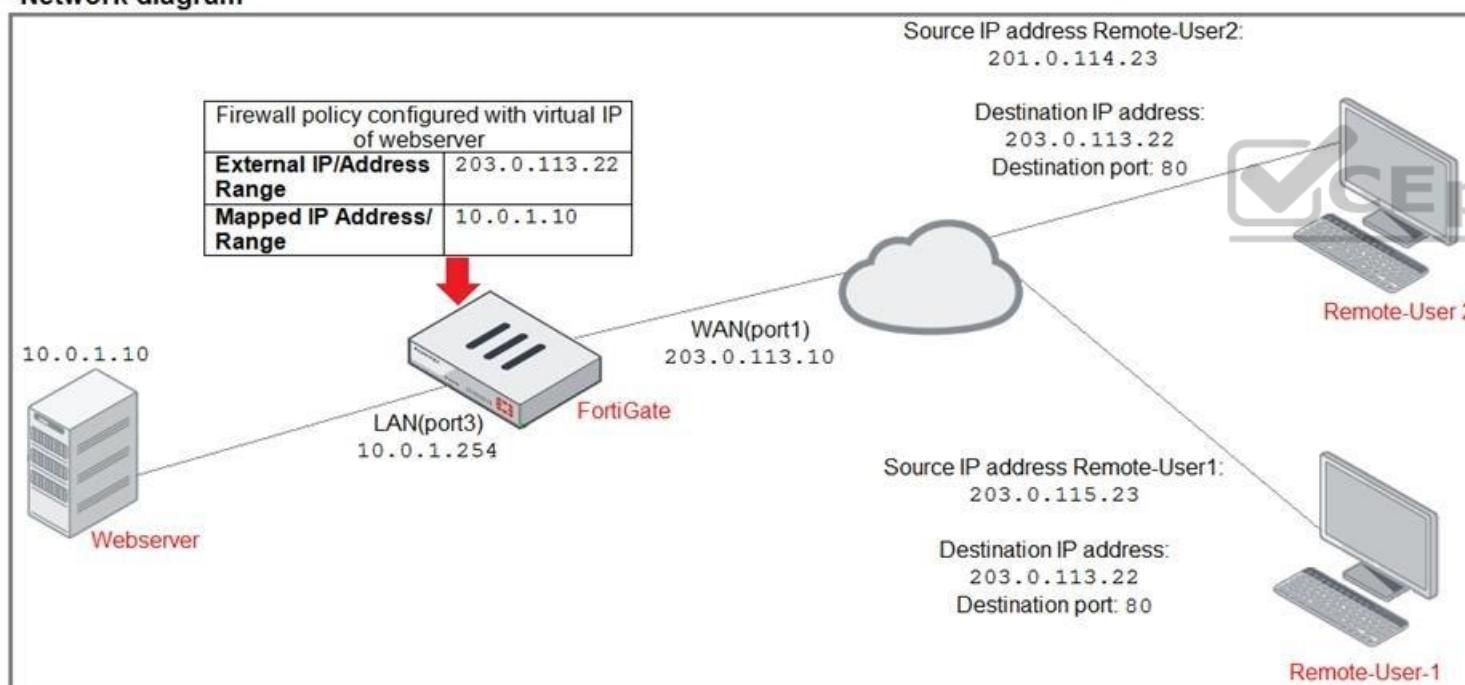 Network diagram
Source IP address Remote-User2:
201.0.114.23
Destination IP address:
203.0.113.22
Destination port: 80
Firewall policy configured with virtual IP
of webserver
External IP/Address
Range
203.0.113.22
Mapped IP Address/
Range
10.0.1.10
CEp
Remote-User 2
WAN(port1)
203.0.113.10
10.0.1.10
FortiGate
LAN(port3)
10.0.1.254
Webserver
Source IP address Remote-User1:
203.0.115.23
Destination IP address:
203.0.113.22
Destination port: 80
Remote-User-1